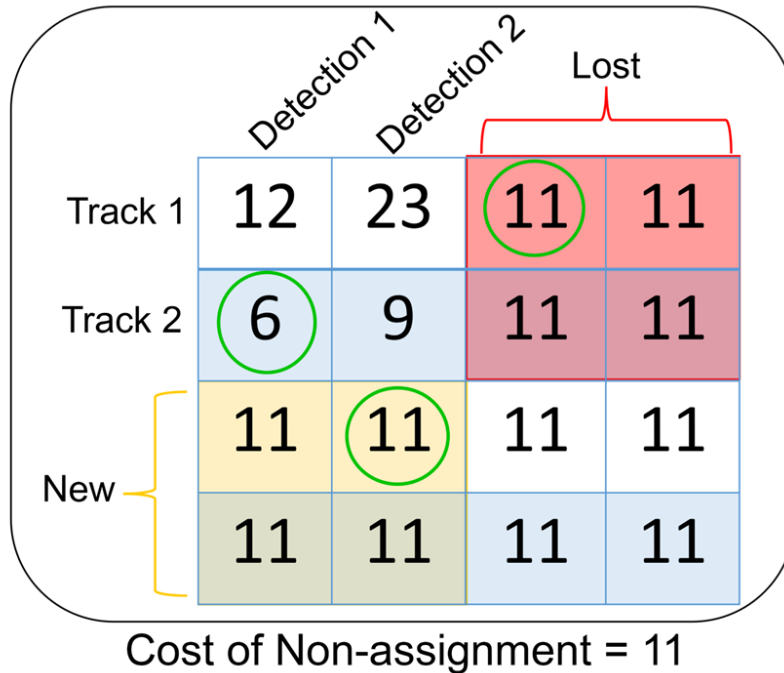 Detection 1
Detection 2
Lost
Track 1 12 23 11 11
Track 2 6 9 11 11
11 11 11 11
New
11 11 11 11
Cost of Non-assignment = 11